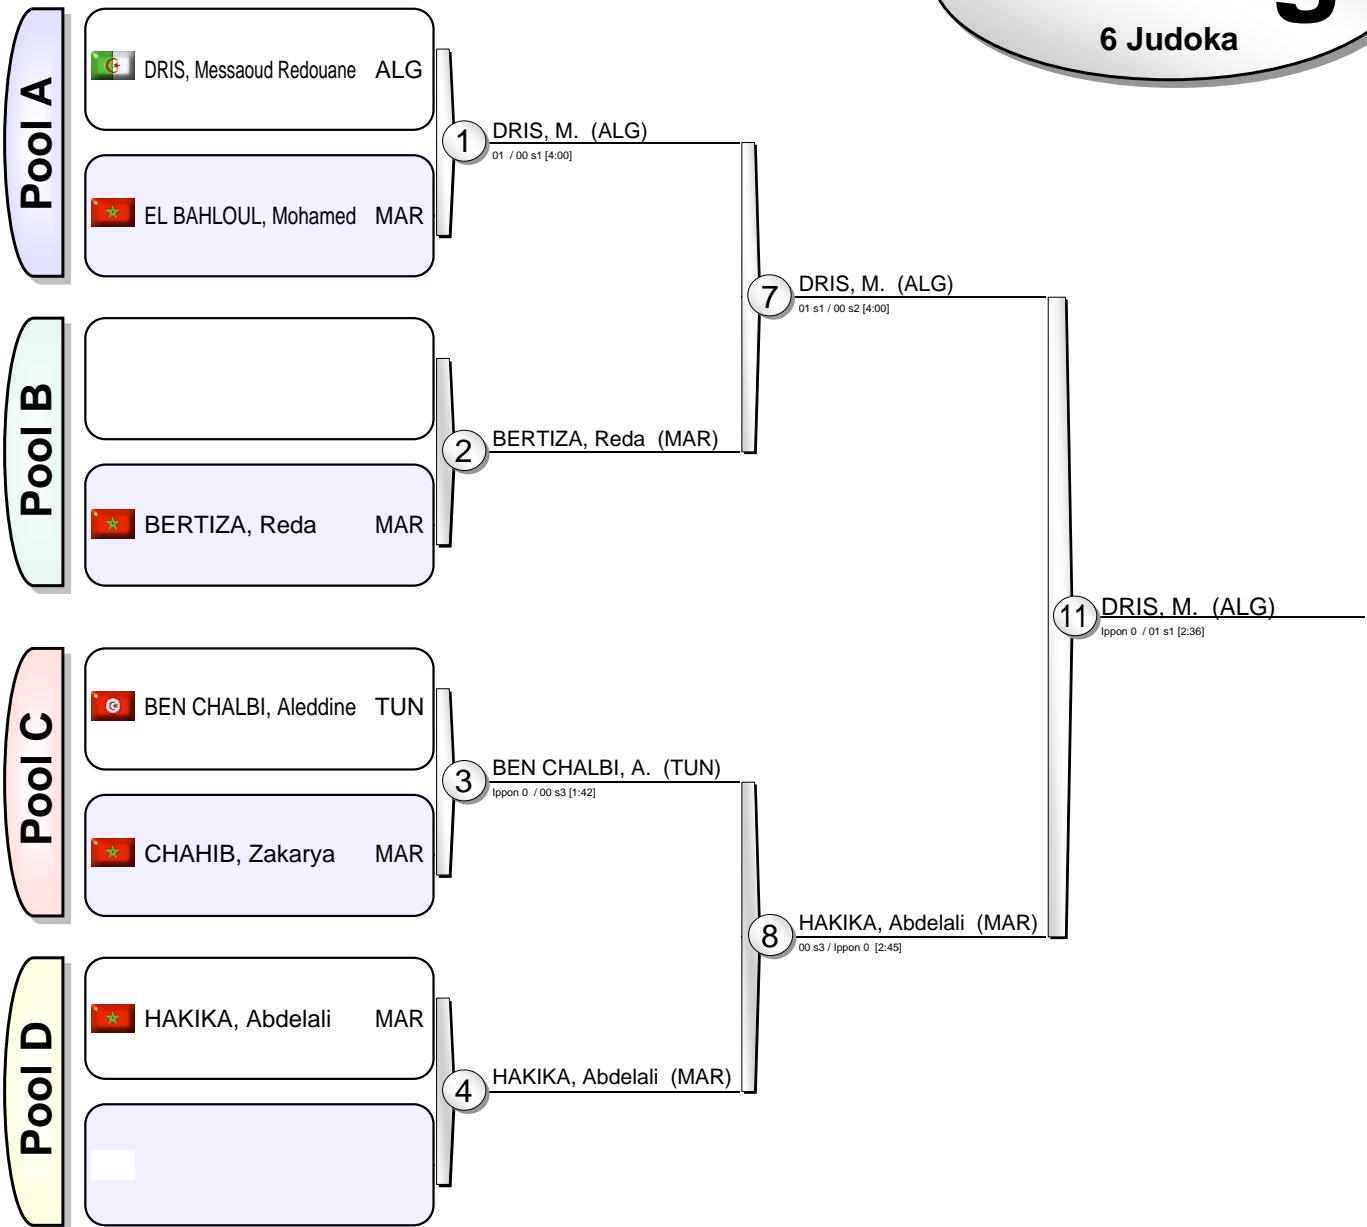 6 Judoka
Pool A
DRIS, Messaoud Redouane ALG
EL BAHLOUL, Mohamed MAR
1
DRIS, M. (ALG)
01 / 00 s1 [4:00]
Pool B
BERTIZA, Reda MAR
2
BERTIZA, Reda (MAR)
7
DRIS, M. (ALG)
01 s1 / 00 s2 [4:00]
Pool C
BEN CHALBI, Aleddine TUN
CHAHIB, Zakarya MAR
3
BEN CHALBI, A. (TUN)
Ippon 0 / 00 s3 [1:42]
Pool D
HAKIKA, Abdelali MAR
4
HAKIKA, Abdelali (MAR)
8
HAKIKA, Abdelali (MAR)
00 s3 / Ippon 0 [2:45]
11
DRIS, M. (ALG)
Ippon 0 / 01 s1 [2:36]